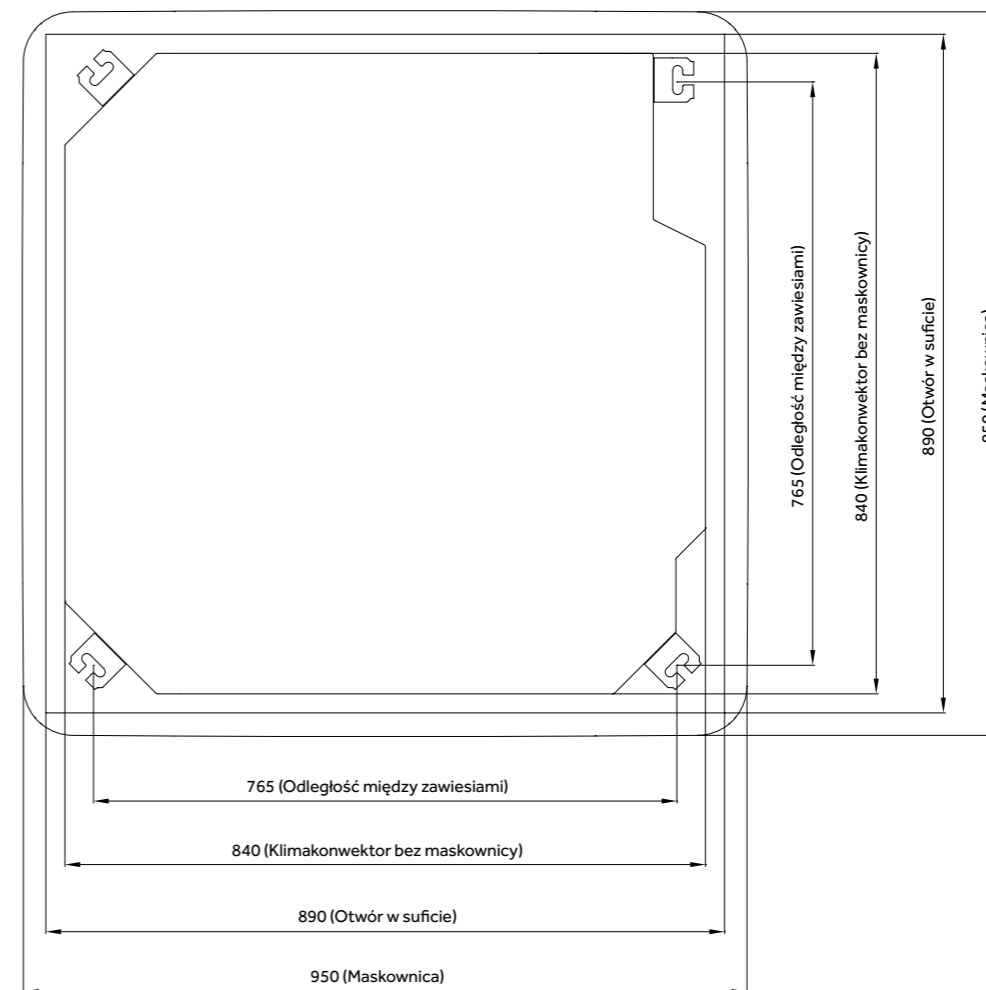 765 (Odległość między zawiesiami)
840 (Klimakonwektor bez maskownicy)
890 (Otwór w suficie)
765 (Odległość między zawiesiami)
840 (Klimakonwektor bez maskownicy)
890 (Otwór w suficie)
950 (Maskownica)